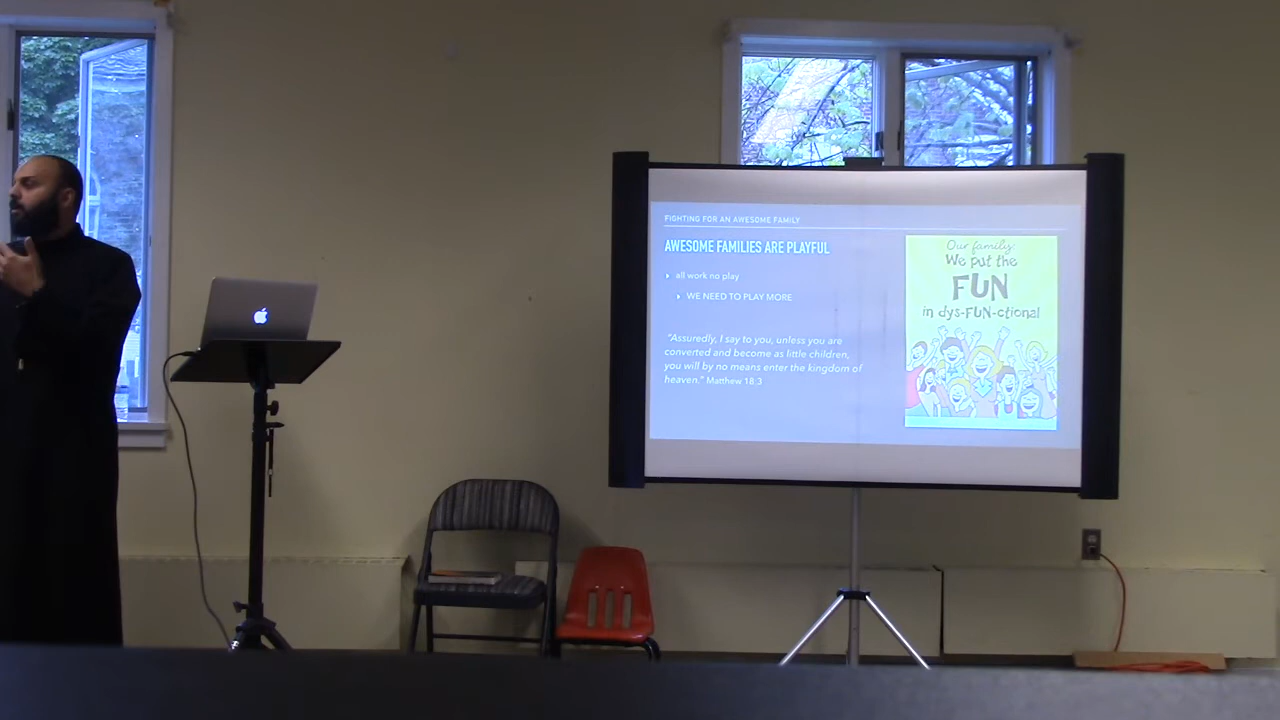 FIGHTING FOR AN AWESOME FAMILY
AWESOME FAMILIES ARE PLAYFUL
all work no play
WE NEED TO PLAY MORE
"Assuredly, I say to you, unless you are
converted and become as little children,
you will by no means enter the kingdom of
heaven." Matthew 18:3
Our family:
We put the
FUN
in dys-FUN-ctional